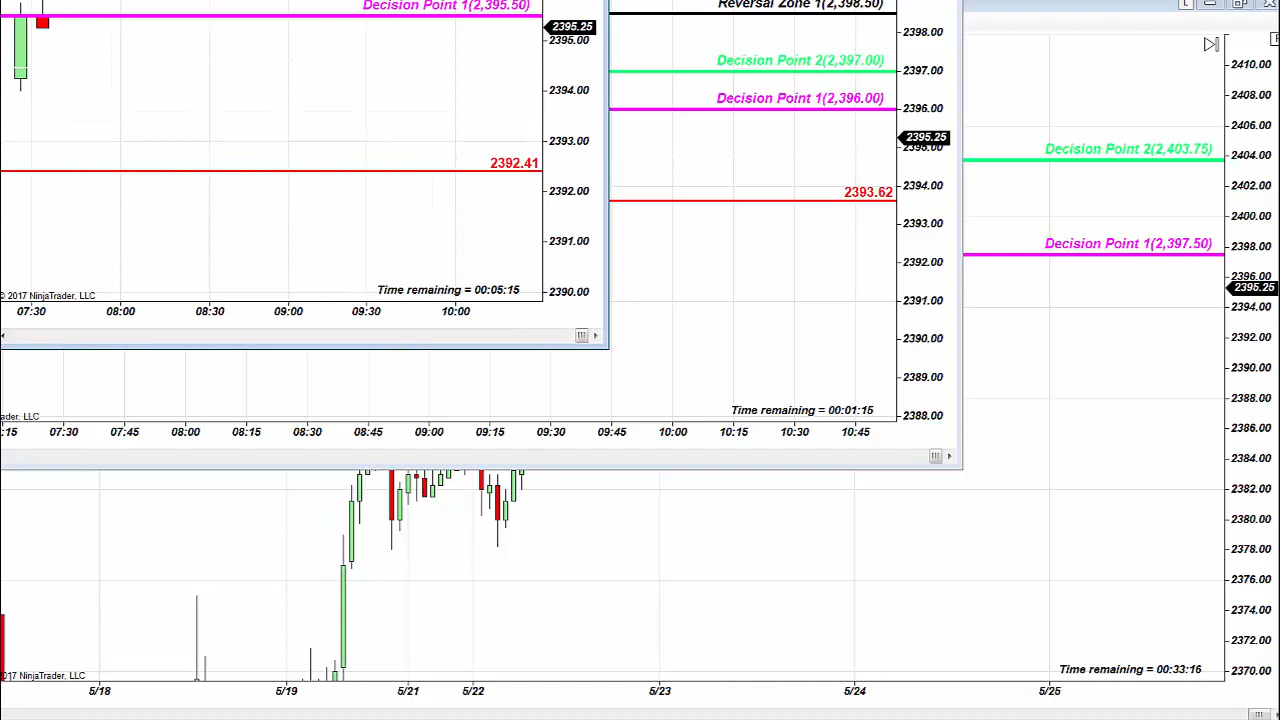 Decision Point 1(2,395.50)
2395.25
2395.00
2394.00
2393.00
2392.41
2392.00
2391.00
2390.00
© 2017 NinjaTrader, LLC
Time remaining = 00:05:15
07:30 08:00 08:30 09:00 09:30 10:00
Reversal Zone 1(2,398.50)
2398.00
Decision Point 2(2,397.00)
2397.00
Decision Point 1(2,396.00)
2396.00
2395.25
2395.00
2394.00
2393.62
2393.00
2392.00
2391.00
2390.00
2389.00
2388.00
ader, LLC
Time remaining = 00:01:15
:15 07:30 07:45 08:00 08:15 08:30 08:45 09:00 09:15 09:30 09:45 10:00 10:15 10:30 10:45
2410.00
2408.00
2406.00
Decision Point 2(2,403.75)
2404.00
2402.00
2400.00
Decision Point 1(2,397.50)
2398.00
2396.00
2395.25
2394.00
2392.00
2390.00
2388.00
2386.00
2384.00
2382.00
2380.00
2378.00
2376.00
2374.00
2372.00
2370.00
2017 NinjaTrader, LLC
Time remaining = 00:33:16
5/18 5/19 5/21 5/22 5/23 5/24 5/25